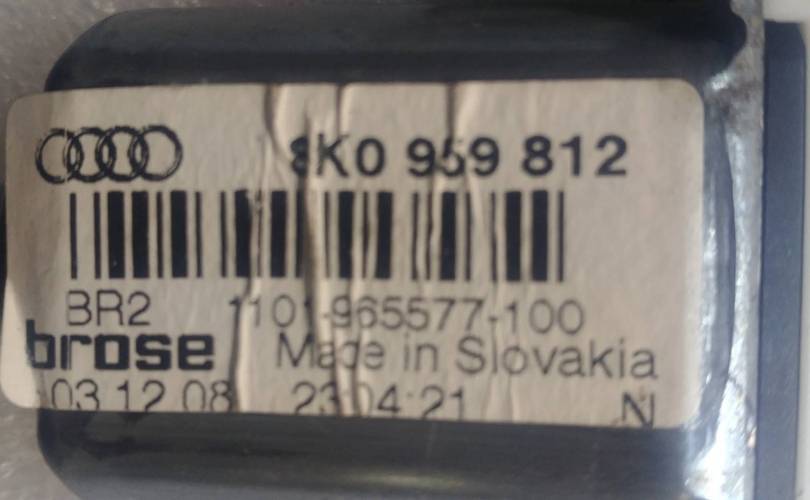 8K0 959 812
BR2 1101-965577-100
brose Made in Slovakia
03 12 08 23:04:21 N